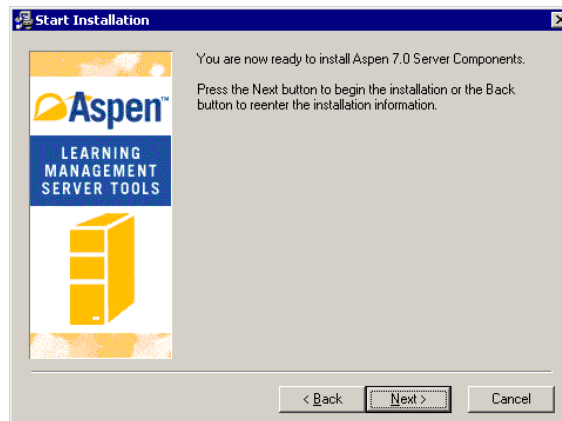 Start Installation
Aspen™
LEARNING
MANAGEMENT
SERVER TOOLS
You are now ready to install Aspen 7.0 Server Components.
Press the Next button to begin the installation or the Back
button to reenter the installation information.
< Back
Next >
Cancel